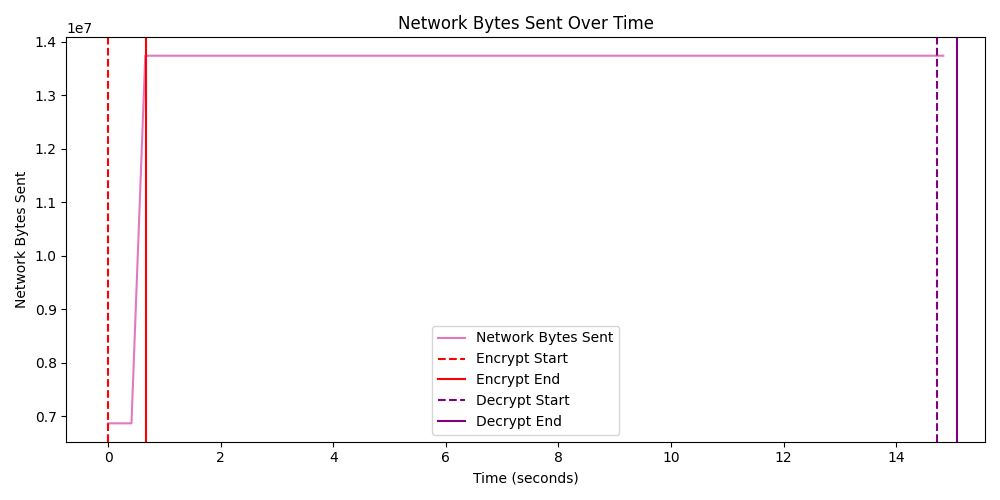 Network Bytes Sent Over Time
1e7
1.4
1.3
1.2
1.1
1.0
0.9
0.8
0.7
Network Bytes Sent
Network Bytes Sent
Encrypt Start
Encrypt End
Decrypt Start
Decrypt End
0 2 4 6 8 10 12 14
Time (seconds)